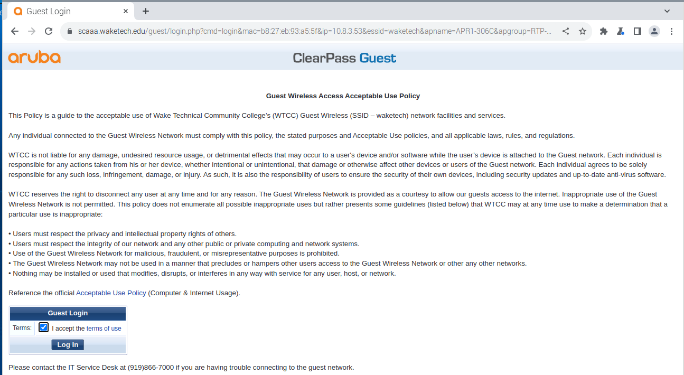 Guest Login
scaaa.waketech.edu/guest/login.php?cmd=login&mac=b8:27:eb:93:a5:5f&ip=10.8.3.53&essid=waketech&apname=APR1-306C&apgroup=RTP-...
aruba
ClearPass Guest
Guest Wireless Access Acceptable Use Policy
This Policy is a guide to the acceptable use of Wake Technical Community College's (WTCC) Guest Wireless (SSID – waketech) network facilities and services.
Any individual connected to the Guest Wireless Network must comply with this policy, the stated purposes and Acceptable Use policies, and all applicable laws, rules, and regulations.
WTCC is not liable for any damage, undesired resource usage, or detrimental effects that may occur to a user's device and/or software while the user's device is attached to the Guest network. Each individual is
responsible for any actions taken from his or her device, whether intentional or unintentional, that damage or otherwise affect other devices or users of the Guest network. Each individual agrees to be solely
responsible for any such loss, infringement, damage, or injury. As such, it is also the responsibility of users to ensure the security of their own devices, including security updates and up-to-date anti-virus software.
WTCC reserves the right to disconnect any user at any time and for any reason. The Guest Wireless Network is provided as a courtesy to allow our guests access to the internet. Inappropriate use of the Guest
Wireless Network is not permitted. This policy does not enumerate all possible inappropriate uses but rather presents some guidelines (listed below) that WTCC may at any time use to make a determination that a
particular use is inappropriate:
• Users must respect the privacy and intellectual property rights of others.
• Users must respect the integrity of our network and any other public or private computing and network systems.
• Use of the Guest Wireless Network for malicious, fraudulent, or misrepresentative purposes is prohibited.
• The Guest Wireless Network may not be used in a manner that precludes or hampers other users access to the Guest Wireless Network or other any other networks.
• Nothing may be installed or used that modifies, disrupts, or interferes in any way with service for any user, host, or network.
Reference the official Acceptable Use Policy (Computer & Internet Usage).
Guest Login
Terms: I accept the terms of use
Log In
Please contact the IT Service Desk at (919)866-7000 if you are having trouble connecting to the guest network.